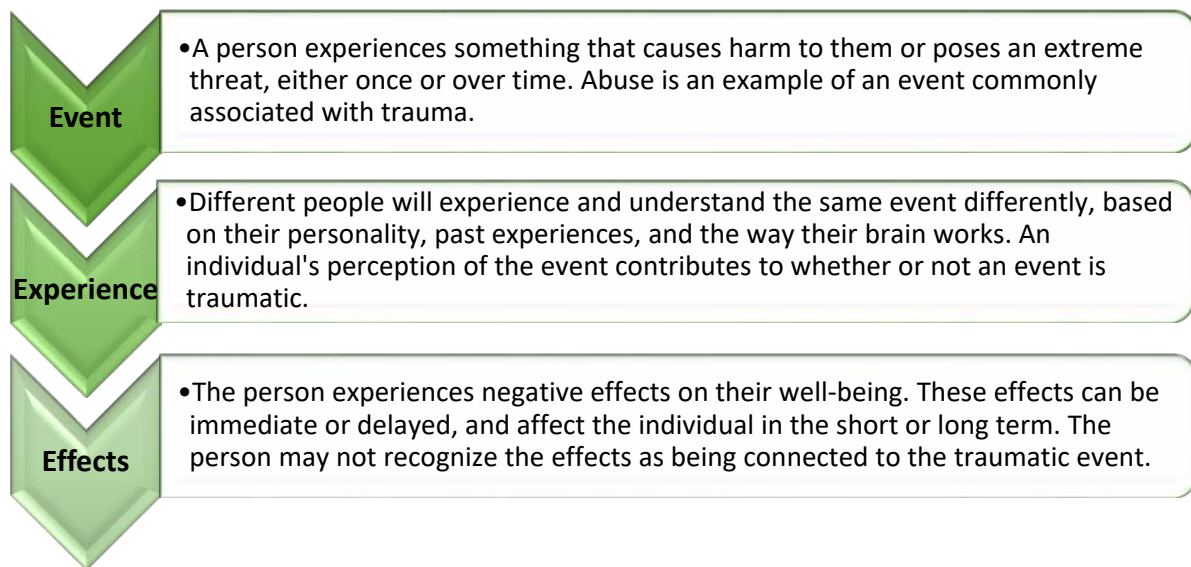 Event
•A person experiences something that causes harm to them or poses an extreme
threat, either once or over time. Abuse is an example of an event commonly
associated with trauma.
Experience
•Different people will experience and understand the same event differently, based
on their personality, past experiences, and the way their brain works. An
individual's perception of the event contributes to whether or not an event is
traumatic.
Effects
•The person experiences negative effects on their well-being. These effects can be
immediate or delayed, and affect the individual in the short or long term. The
person may not recognize the effects as being connected to the traumatic event.